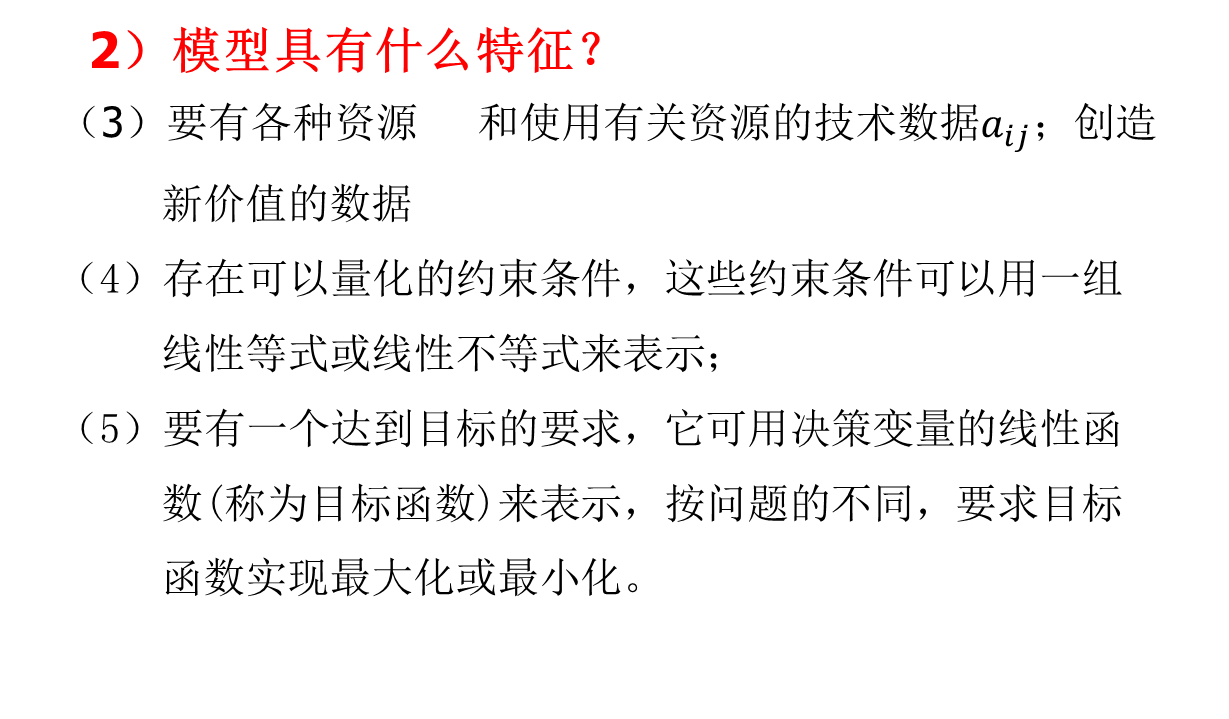 2）模型具有什么特征？
（3）要有各种资源 和使用有关资源的技术数据$a_{ij}$；创造
新价值的数据
（4）存在可以量化的约束条件，这些约束条件可以用一组
线性等式或线性不等式来表示；
（5）要有一个达到目标的要求，它可用决策变量的线性函
数(称为目标函数)来表示，按问题的不同，要求目标
函数实现最大化或最小化。